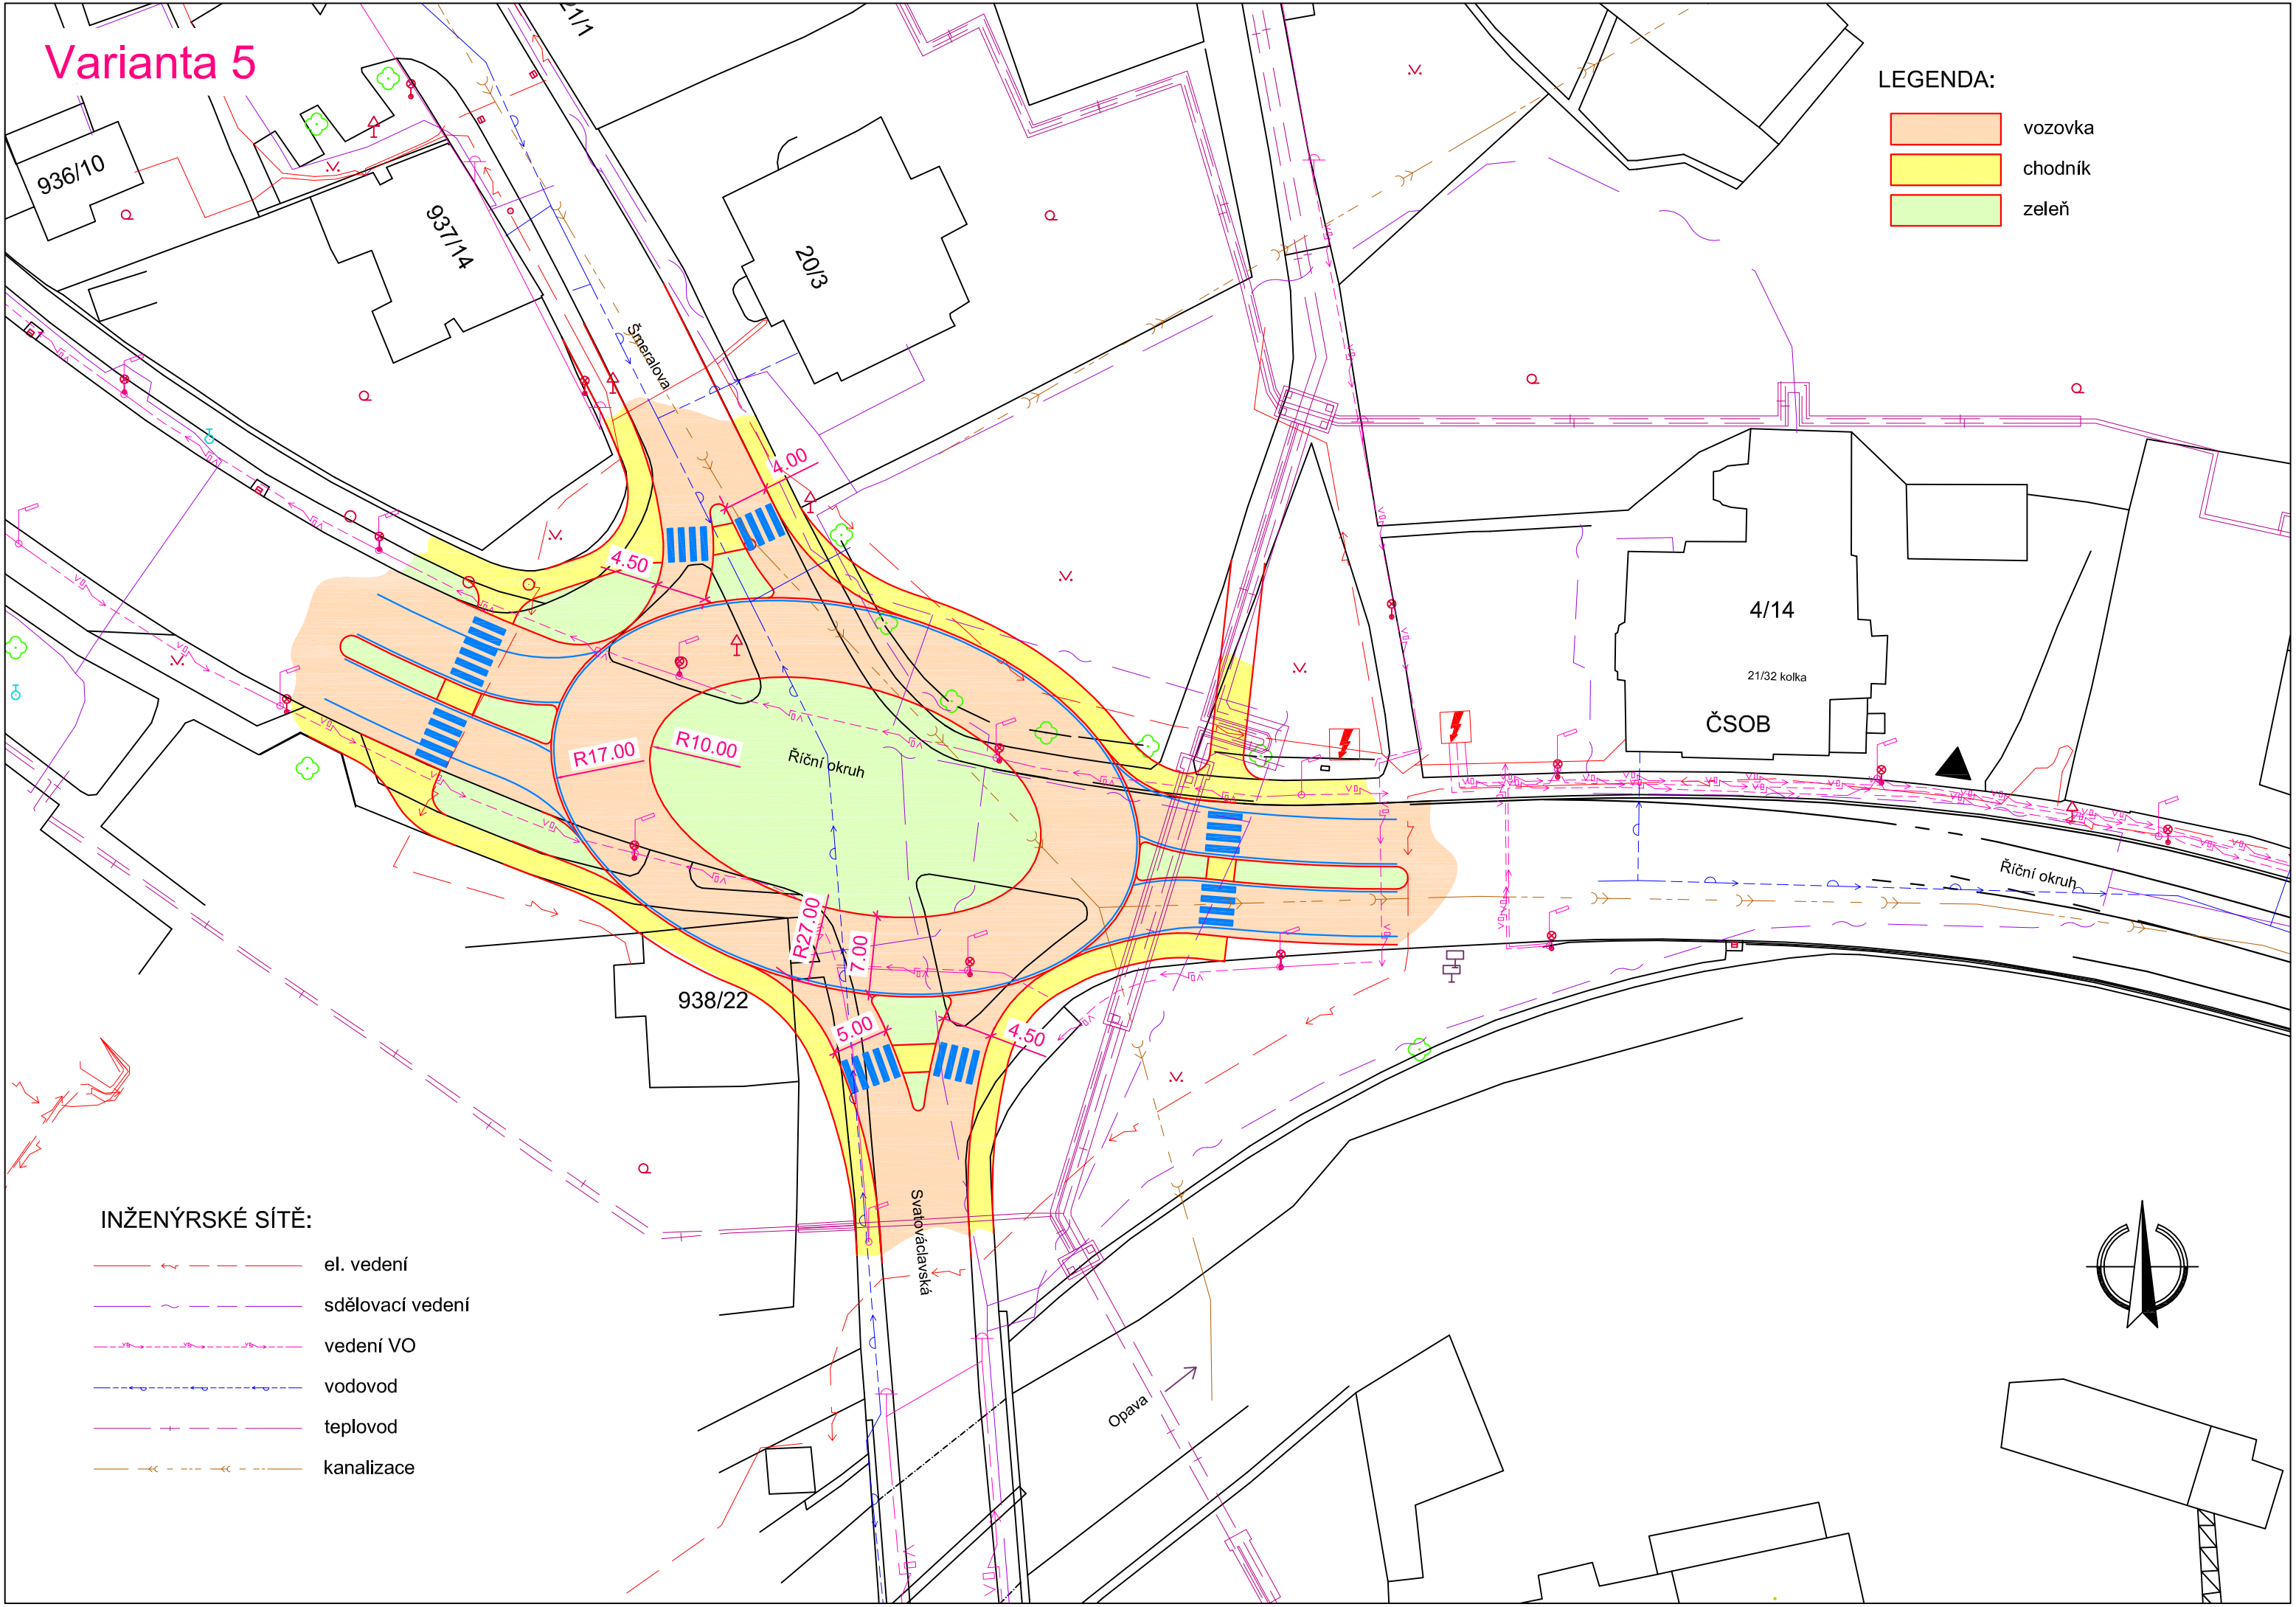 Varianta 5
21/1
LEGENDA:
vozovka
chodník
zeleň
936/10
937/14
20/3
Šmeralova
4.00
4.50
4/14
21/32 kolka
ČSOB
R17.00
R10.00
Říční okruh
Říční okruh
R27.00
7.00
938/22
5.00
4.50
Svatováclavská
Opava
INŽENÝRSKÉ SÍTĚ:
el. vedení
sdělovací vedení
vedení VO
vodovod
teplovod
kanalizace